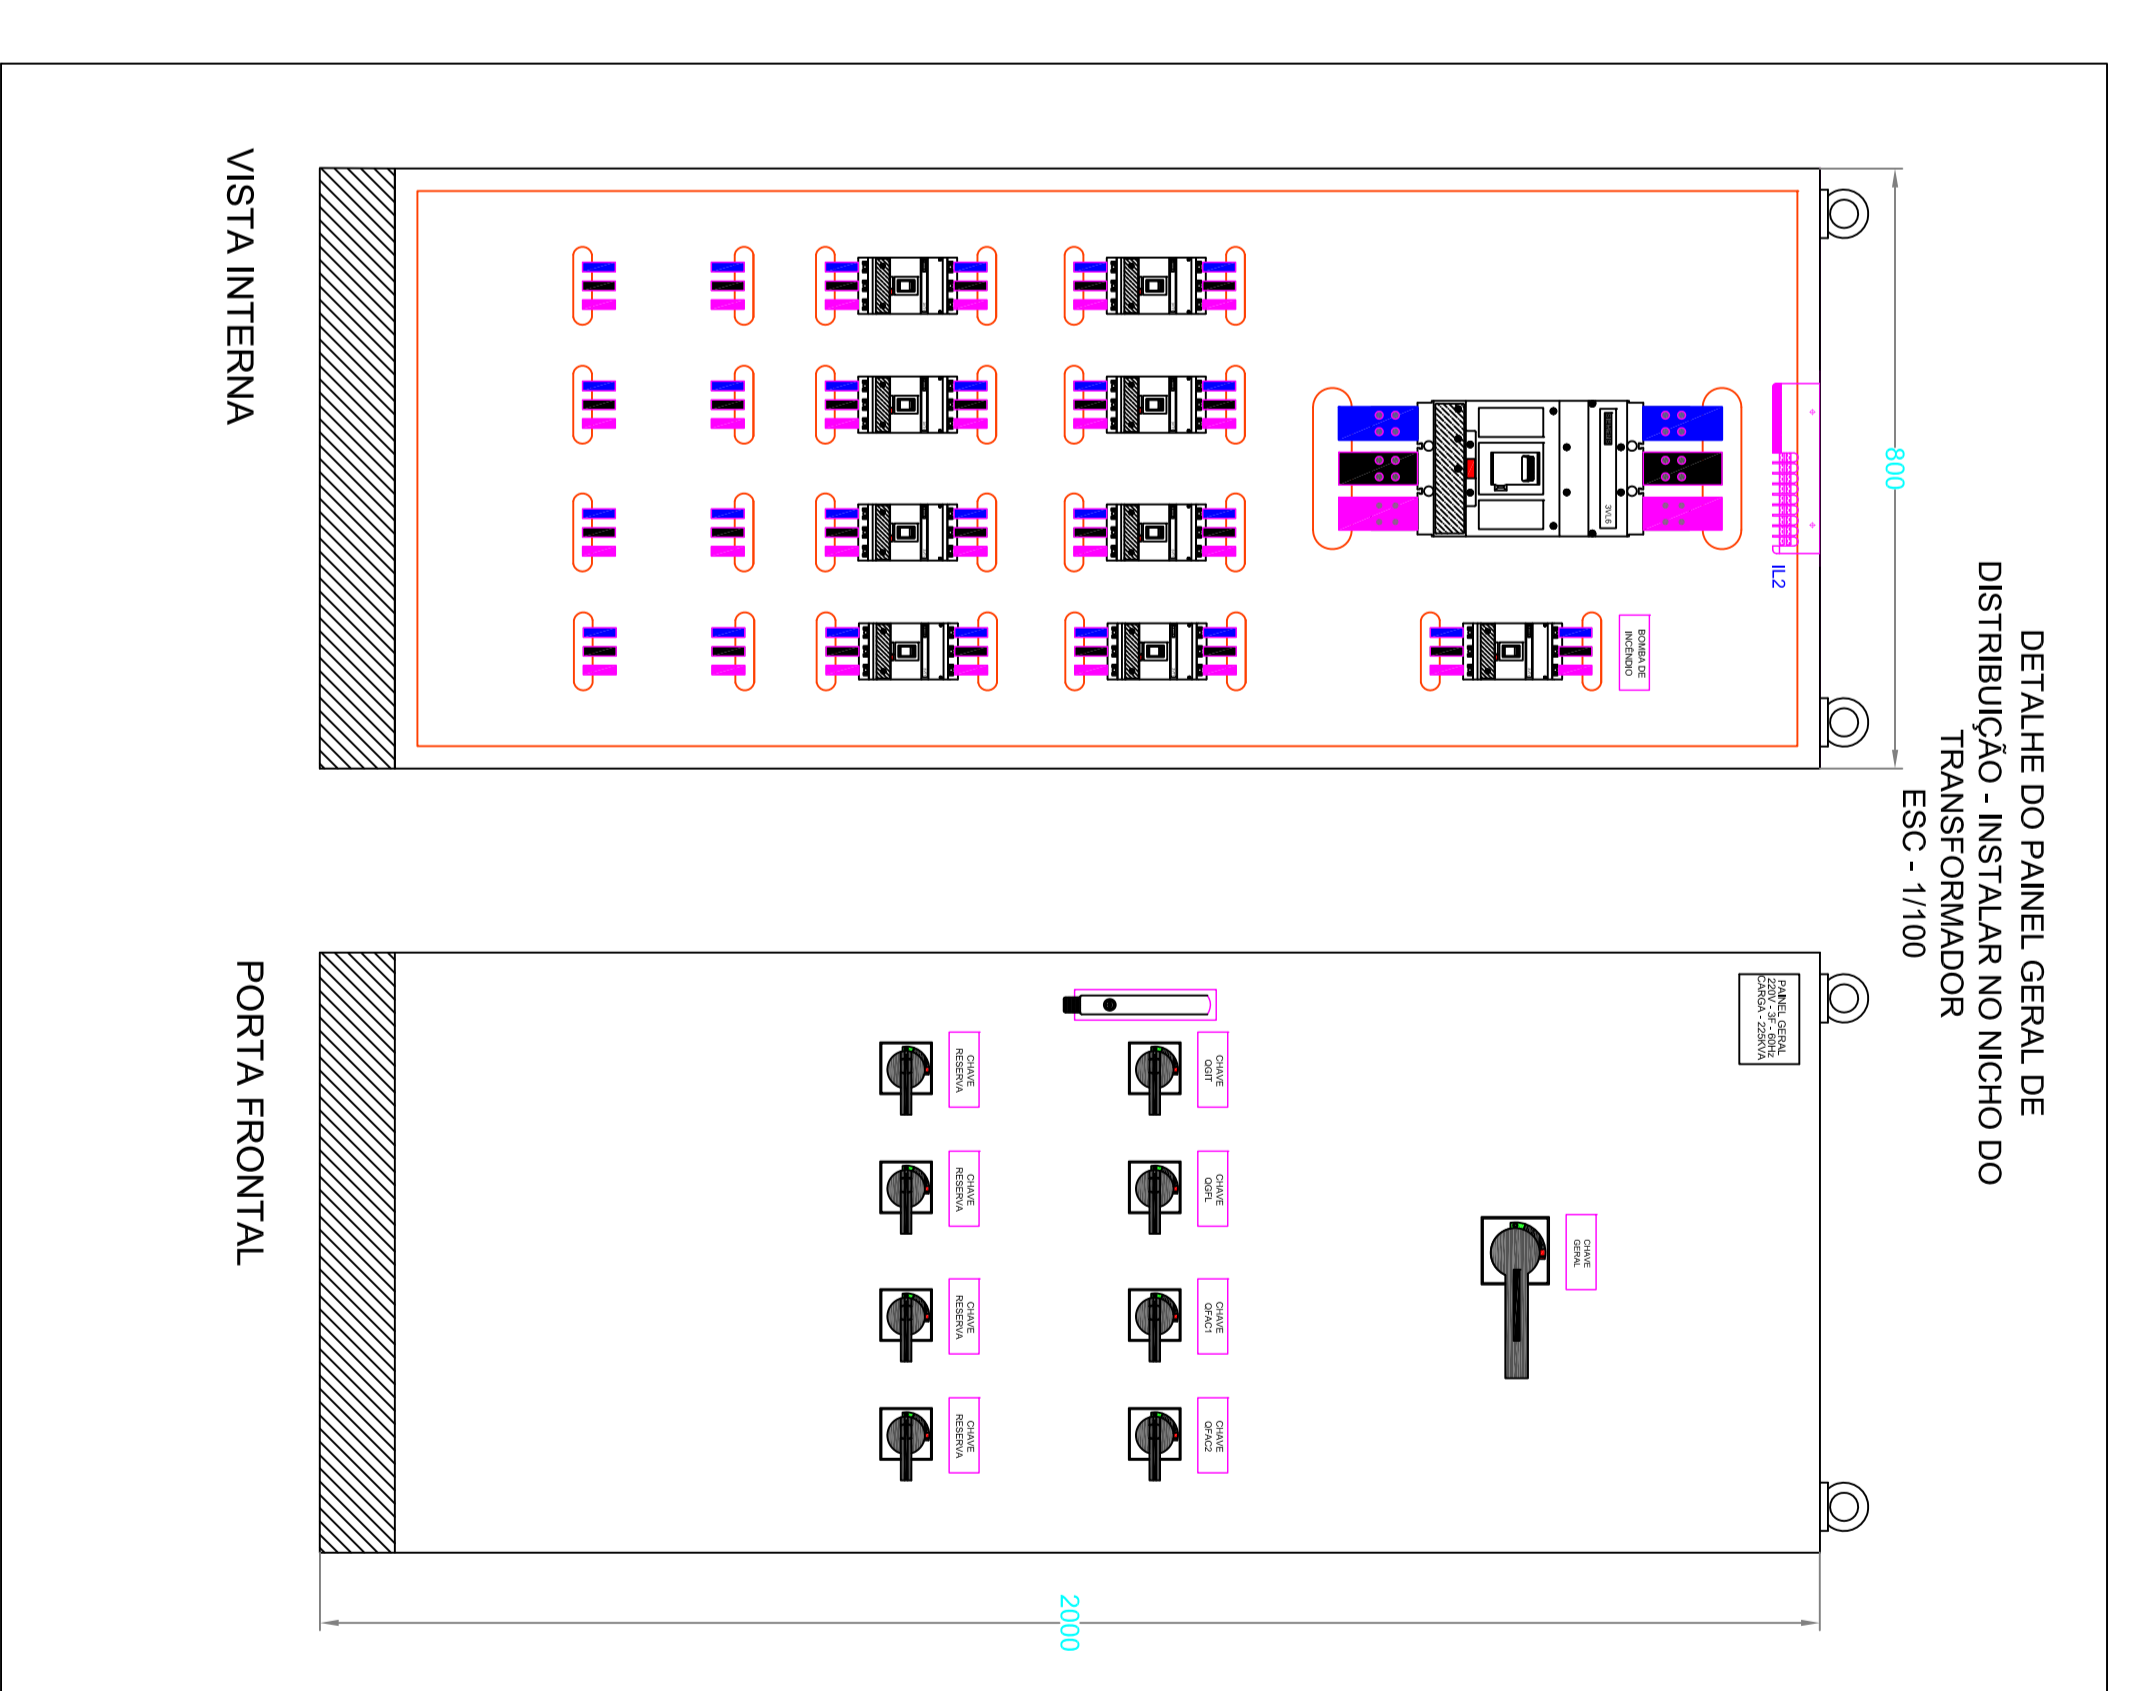 DETALHE DO PAINEL GERAL DE
DISTRIBUIÇÃO - INSTALAR NO NICHO DO
TRANSFORMADOR
ESC - 1/100
800
IL2
3VL6
BOMBA DE
INCÊNDIO
VISTA INTERNA
PAINEL GERAL
220V - 3F - 60Hz
CARGA - 225KVA
CHAVE
GERAL
CHAVE
QGIT
CHAVE
QGFL
CHAVE
QFAC1
CHAVE
QFAC2
CHAVE
RESERVA
CHAVE
RESERVA
CHAVE
RESERVA
CHAVE
RESERVA
2000
PORTA FRONTAL